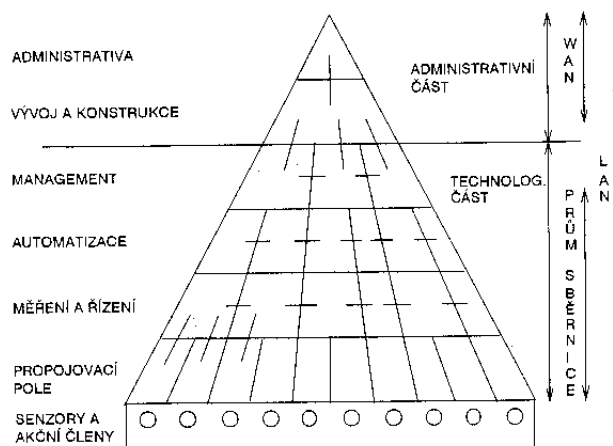 ADMINISTRATIVA
VÝVOJ A KONSTRUKCE
MANAGEMENT
AUTOMATIZACE
MĚŘENÍ A ŘÍZENÍ
PROPOJOVACÍ
POLE
SENZORY A
AKČNÍ ČLENY
ADMINISTRATIVNÍ
ČÁST
TECHNOLOG.
ČÁST
WAN
LAN
PRŮM SBĚRNICE